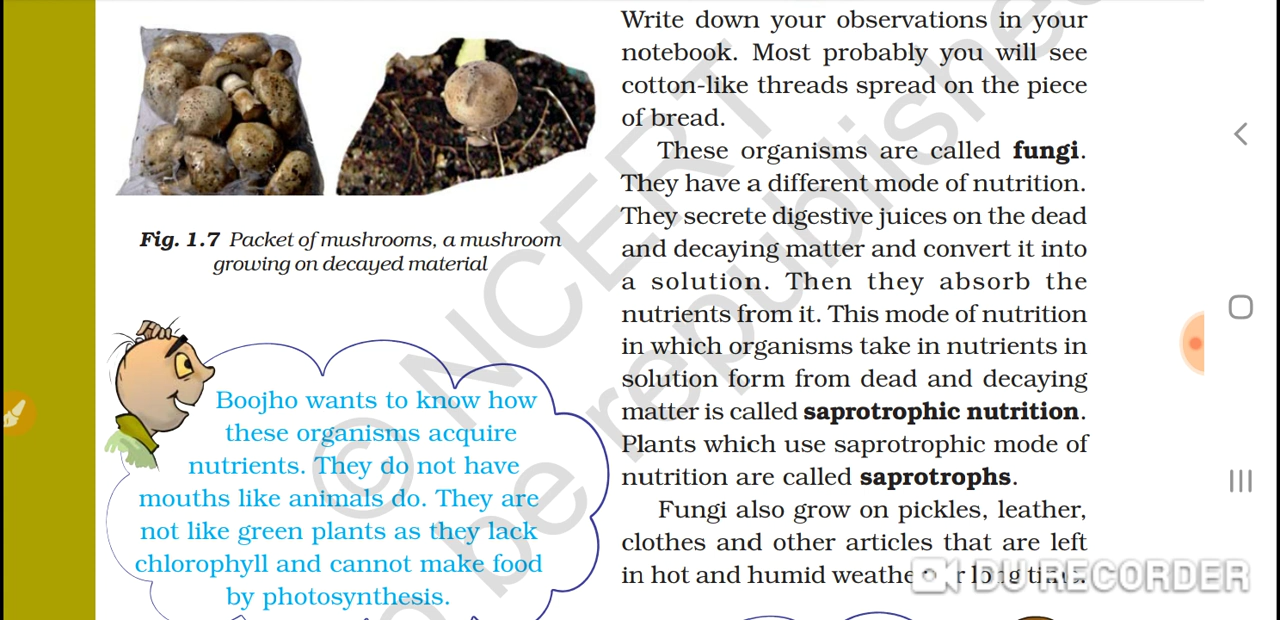 Fig. 1.7 Packet of mushrooms, a mushroom
growing on decayed material
Boojho wants to know how
these organisms acquire
nutrients. They do not have
mouths like animals do. They are
not like green plants as they lack
chlorophyll and cannot make food
by photosynthesis.
Write down your observations in your
notebook. Most probably you will see
cotton-like threads spread on the piece
of bread.
These organisms are called fungi.
They have a different mode of nutrition.
They secrete digestive juices on the dead
and decaying matter and convert it into
a solution. Then they absorb the
nutrients from it. This mode of nutrition
in which organisms take in nutrients in
solution form from dead and decaying
matter is called saprotrophic nutrition.
Plants which use saprotrophic mode of
nutrition are called saprotrophs.
Fungi also grow on pickles, leather,
clothes and other articles that are left
in hot and humid weather long time.
© NCERT
be republished
DU RECORDER